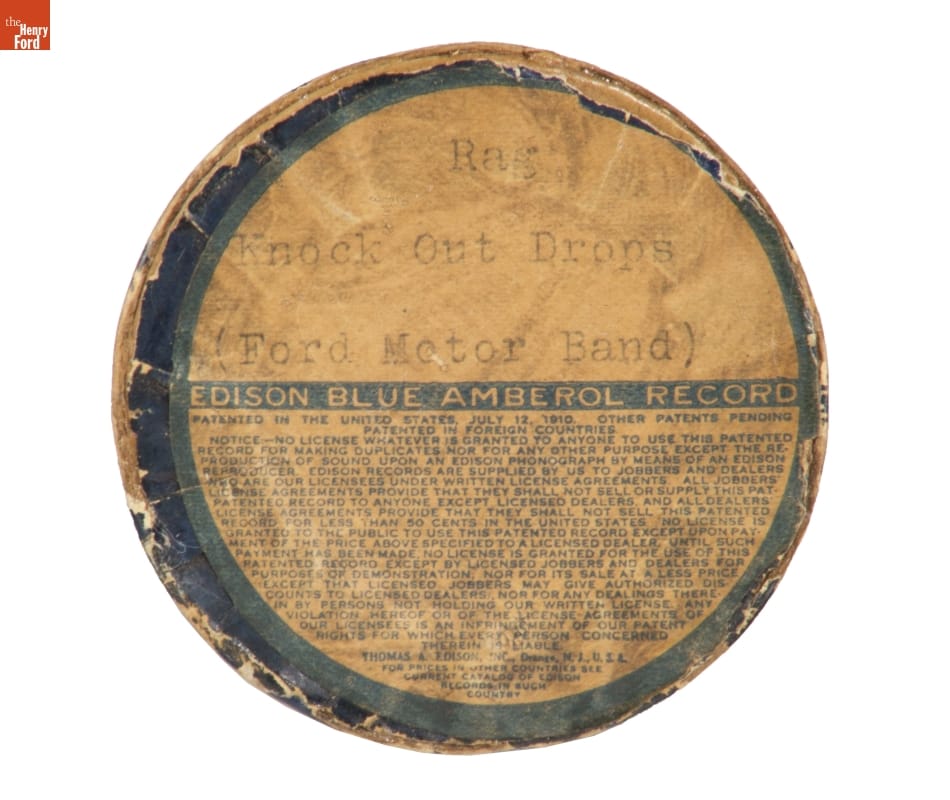 the
Henry
Ford
Rag
Knock Out Drops
(Ford Motor Band)
EDISON BLUE AMBEROL RECORD
PATENTED IN THE UNITED STATES, JULY 12, 1910. OTHER PATENTS PENDING
PATENTED IN FOREIGN COUNTRIES.
NOTICE:—NO LICENSE WHATEVER IS GRANTED TO ANYONE TO USE THIS PATENTED
RECORD FOR MAKING DUPLICATES NOR FOR ANY OTHER PURPOSE EXCEPT THE RE-
PRODUCTION OF SOUND UPON AN EDISON PHONOGRAPH BY MEANS OF AN EDISON
REPRODUCER. EDISON RECORDS ARE SUPPLIED BY US TO JOBBERS AND DEALERS
WHO ARE OUR LICENSEES UNDER WRITTEN LICENSE AGREEMENTS. ALL JOBBERS'
LICENSE AGREEMENTS PROVIDE THAT THEY SHALL NOT SELL OR SUPPLY THIS PAT-
ENTED RECORD TO ANYONE EXCEPT LICENSED DEALERS, AND ALL DEALERS'
LICENSE AGREEMENTS PROVIDE THAT THEY SHALL NOT SELL THIS PATENTED
RECORD FOR LESS THAN 50 CENTS IN THE UNITED STATES. NO LICENSE IS
GRANTED TO THE PUBLIC TO USE THIS PATENTED RECORD EXCEPT UPON PAY-
MENT OF THE PRICE ABOVE SPECIFIED TO A LICENSED DEALER. UNTIL SUCH
PAYMENT HAS BEEN MADE, NO LICENSE IS GRANTED FOR THE USE OF THIS
PATENTED RECORD EXCEPT BY LICENSED JOBBERS AND DEALERS FOR
PURPOSES OF DEMONSTRATION, NOR FOR ITS SALE AT A LESS PRICE
EXCEPT THAT LICENSED JOBBERS MAY GIVE AUTHORIZED DIS
COUNTS TO LICENSED DEALERS, NOR FOR ANY DEALINGS THERE-
IN BY PERSONS NOT HOLDING OUR WRITTEN LICENSE. ANY
VIOLATION HEREOF OR OF THE LICENSE-AGREEMENTS OF
OUR LICENSEES IS AN INFRINGEMENT OF OUR PATENT
RIGHTS FOR WHICH EVERY PERSON CONCERNED
THEREIN IS LIABLE.
THOMAS A. EDISON, INC., Orange, N. J., U. S. A.
FOR PRICES IN OTHER COUNTRIES SEE
CURRENT CATALOG OF EDISON
RECORDS IN SUCH
COUNTRY